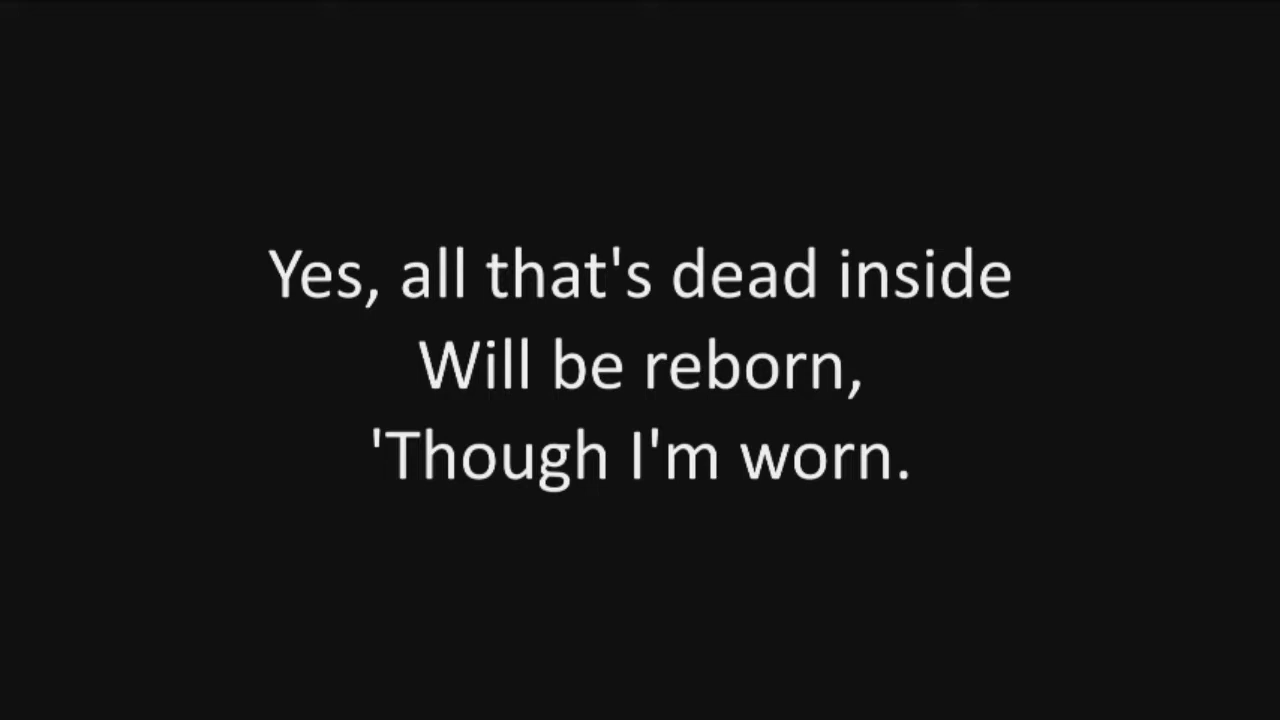 Yes, all that's dead inside
Will be reborn,
'Though I'm worn.